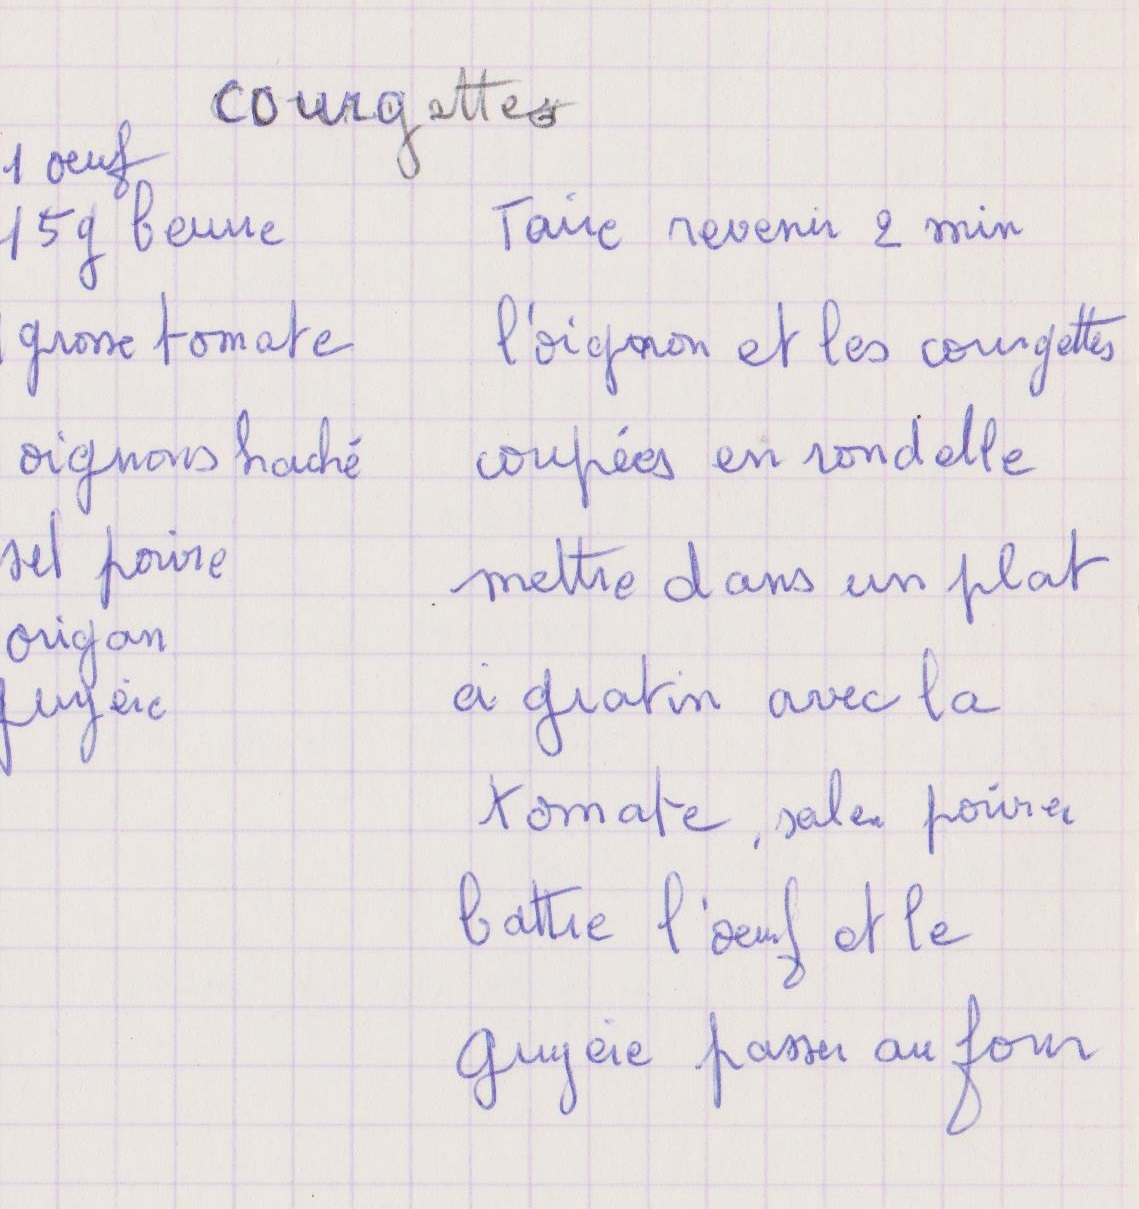 courgettes
1 oeuf
15g beurre
1 grosse tomate
oignons haché
sel poivre
origan
gruyère
Faire revenir 2 min
l'oignon et les courgettes
coupées en rondelle
mettre dans un plat
à gratin avec la
tomate, saler poivrer
battre l'oeuf et le
gruyère passer au four